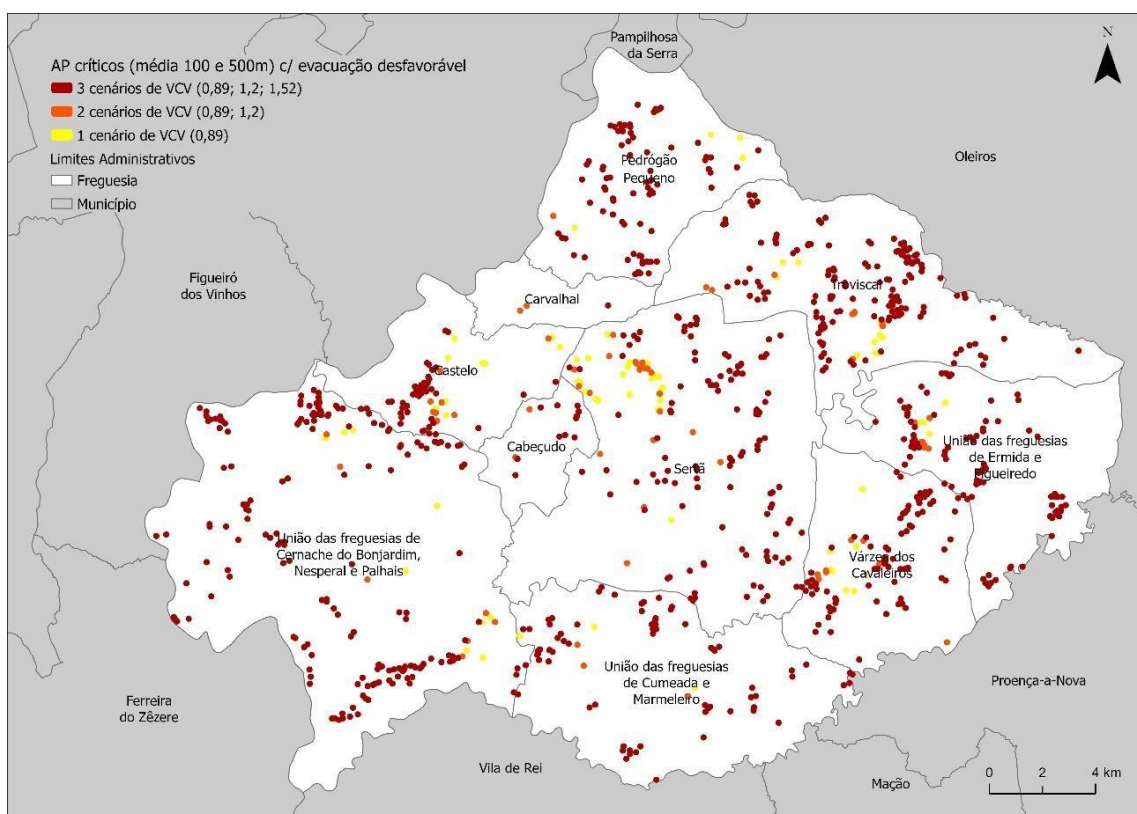 Pampilhosa
da Serra
N
AP críticos (média 100 e 500m) c/ evacuação desfavorável
3 cenários de VCV (0,89; 1,2; 1,52)
2 cenários de VCV (0,89; 1,2)
1 cenário de VCV (0,89)
Limites Administrativos
Freguesia
Município
Oleiros
Pedrógão
Pequeno
Figueiró
dos Vinhos
Carvalhal
Troviscal
Castelo
Cabeçudo
Sertã
União das freguesias
de Ermida e
Figueiredo
União das freguesias de
Cernache do Bonjardim,
Nesperal e Palhais
Várzea dos
Cavaleiros
União das freguesias
de Cumeada e
Marmeleiro
Proença-a-Nova
Ferreira
do Zêzere
Vila de Rei
Mação
0 2 4 km